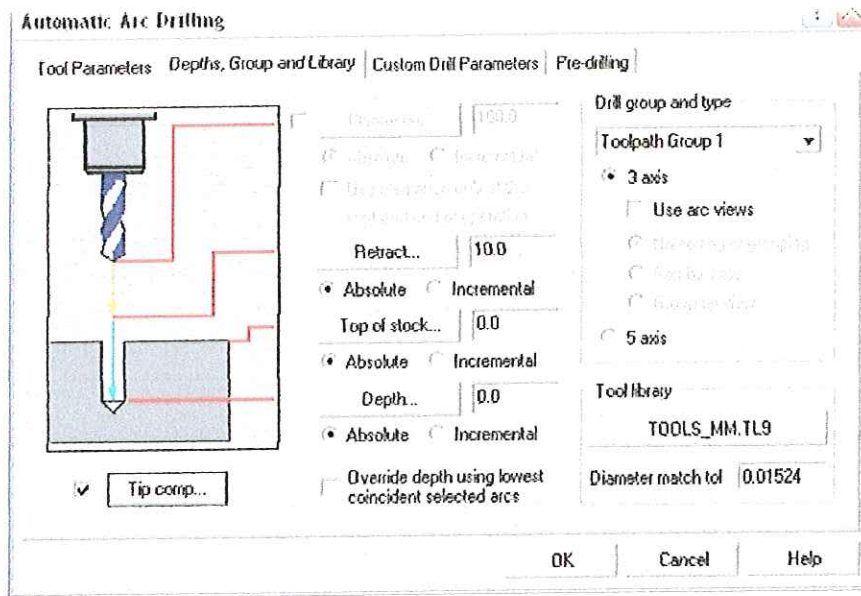 Automatic Arc Drilling
Tool Parameters
Depths, Group and Library
Custom Drill Parameters
Pre-drilling
100.0
Retract...
10.0
Absolute
Incremental
Top of stock...
0.0
Absolute
Incremental
Depth...
0.0
Absolute
Incremental
Override depth using lowest
coincident selected arcs
Tip comp...
Drill group and type
Toolpath Group 1
3 axis
Use arc views
5 axis
Tool library
TOOLS_MM.TL9
Diameter match tol
0.01524
OK
Cancel
Help